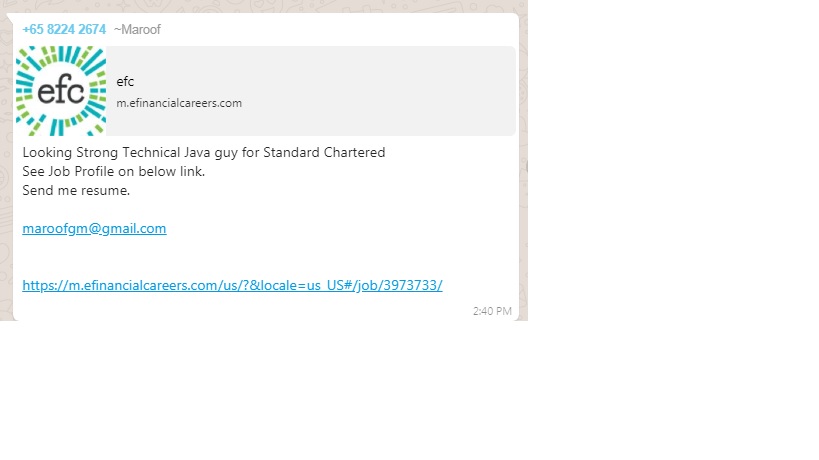 +65 8224 2674 ~Maroof
efc
efc
m.efinancialcareers.com
Looking Strong Technical Java guy for Standard Chartered
See Job Profile on below link.
Send me resume.
maroofgm@gmail.com
https://m.efinancialcareers.com/us/?&locale=us_US#/job/3973733/
2:40 PM